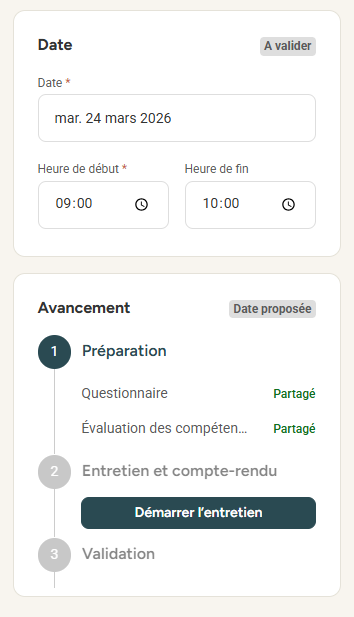 Date
A valider
Date *
mar. 24 mars 2026
Heure de début *
Heure de fin
09:00
10:00
Avancement
Date proposée
1
Préparation
Questionnaire
Partagé
Évaluation des compéten...
Partagé
2
Entretien et compte-rendu
Démarrer l'entretien
3
Validation